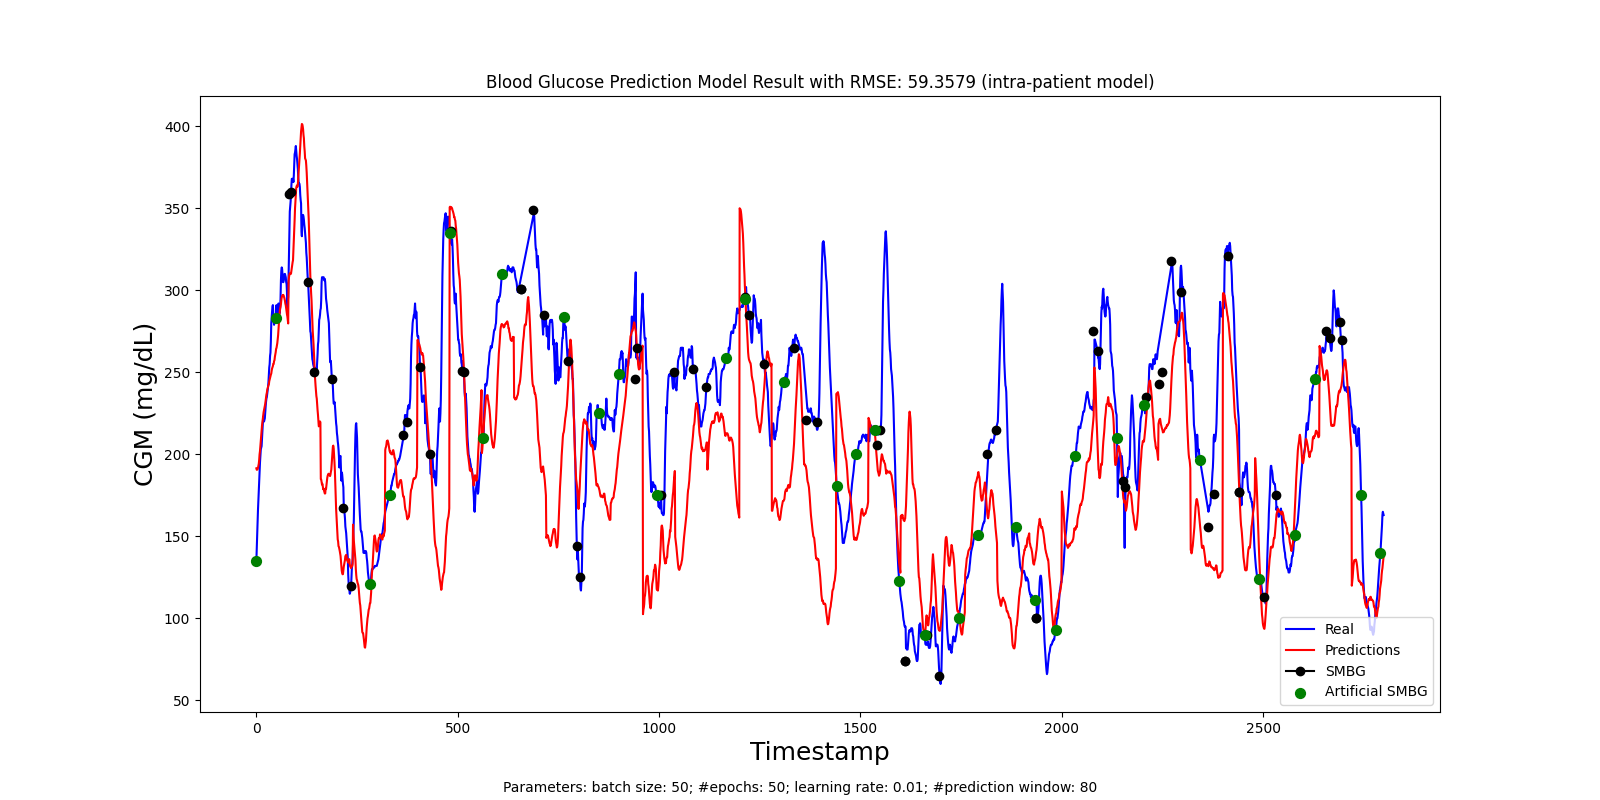 Blood Glucose Prediction Model Result with RMSE: 59.3579 (intra-patient model)
CGM (mg/dL)
400
350
300
250
200
150
100
50
Real
Predictions
SMBG
Artificial SMBG
0 500 1000 1500 2000 2500
Timestamp
Parameters: batch size: 50; #epochs: 50; learning rate: 0.01; #prediction window: 80